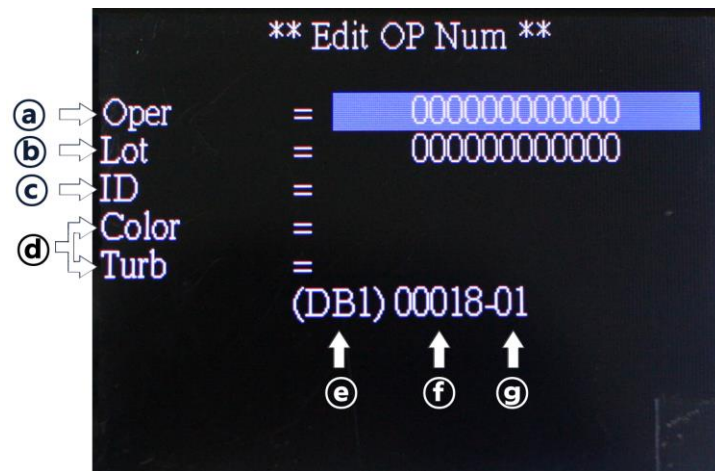 ** Edit OP Num **
ⓐ Oper = 000000000000
ⓑ Lot = 000000000000
ⓒ ID =
ⓓ Color =
Turb =
(DB1) 00018-01
ⓔ ⓕ ⓖ